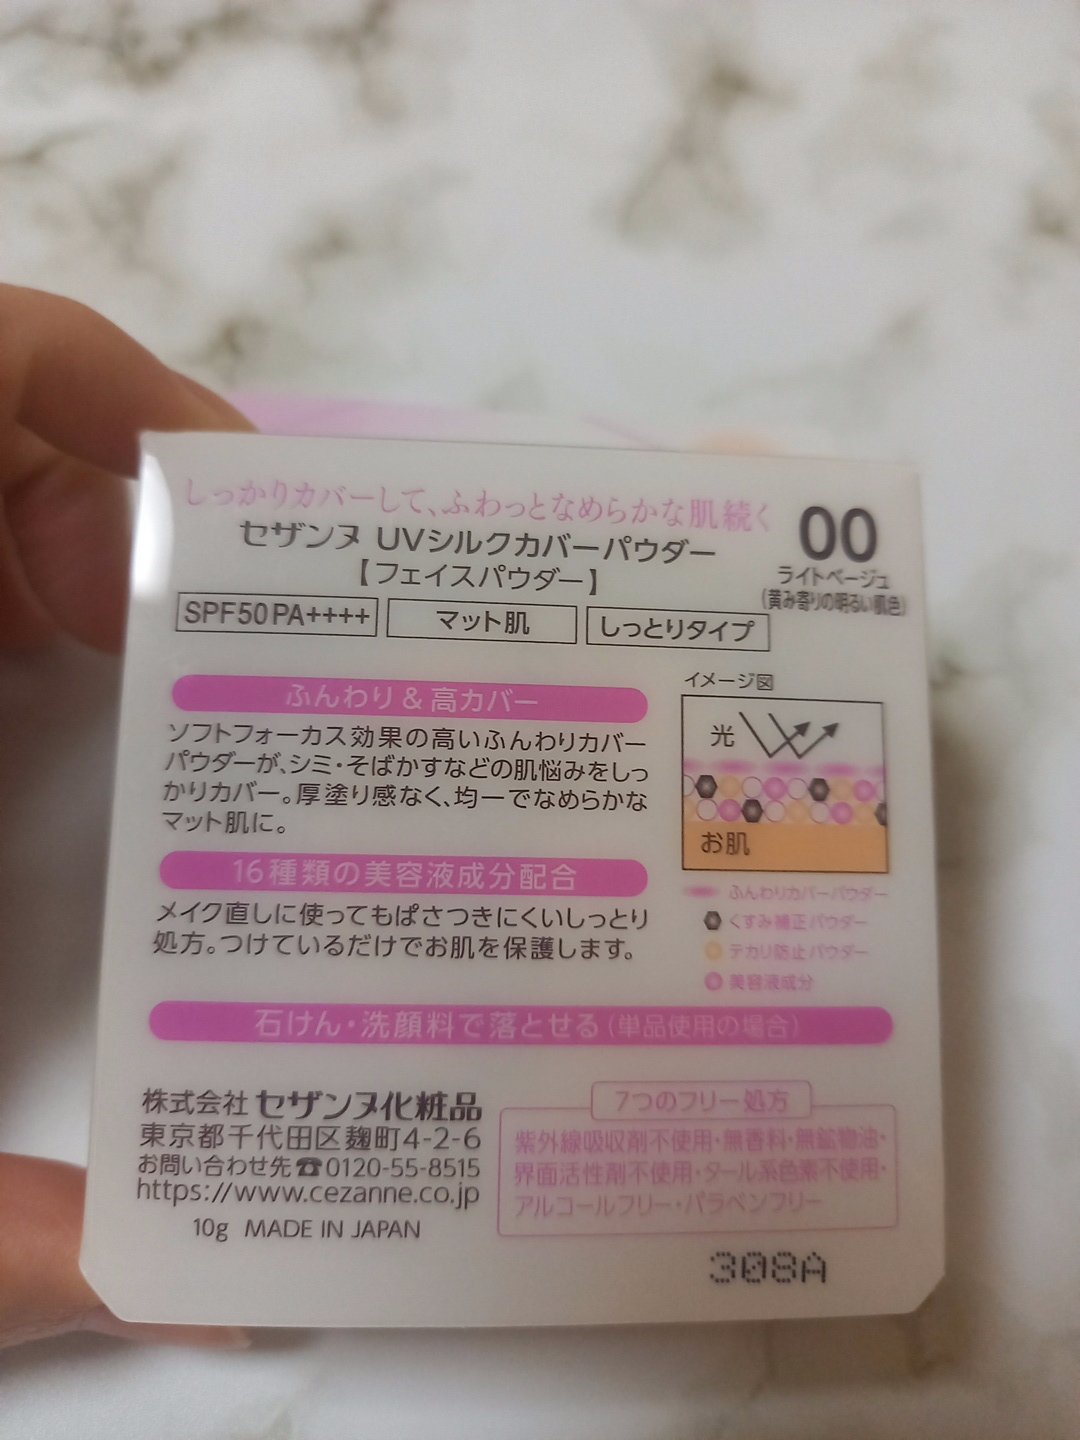 しっかりカバーして、ふわっとなめらかな肌続く
セザンヌ UVシルクカバーパウダー
【フェイスパウダー】
00
ライトベージュ
(黄み寄りの明るい肌色)
SPF50 PA++++
マット肌
しっとりタイプ
ふんわり&高カバー
ソフトフォーカス効果の高いふんわりカバー
パウダーが、シミ・そばかすなどの肌悩みをしっ
かりカバー。厚塗り感なく、均一でなめらかな
マット肌に。
16種類の美容液成分配合
メイク直しに使ってもぱさつきにくいしっとり
処方。つけているだけでお肌を保護します。
イメージ図
光
お肌
ふんわりカバーパウダー
くすみ補正パウダー
テカリ防止パウダー
美容液成分
石けん・洗顔料で落とせる(単品使用の場合)
株式会社 セザンヌ化粧品
東京都千代田区麹町4-2-6
お問い合わせ先☎0120-55-8515
https://www.cezanne.co.jp
10g MADE IN JAPAN
7つのフリー処方
紫外線吸収剤不使用・無香料・無鉱物油・
界面活性剤不使用・タール系色素不使用・
アルコールフリー・パラベンフリー
308A